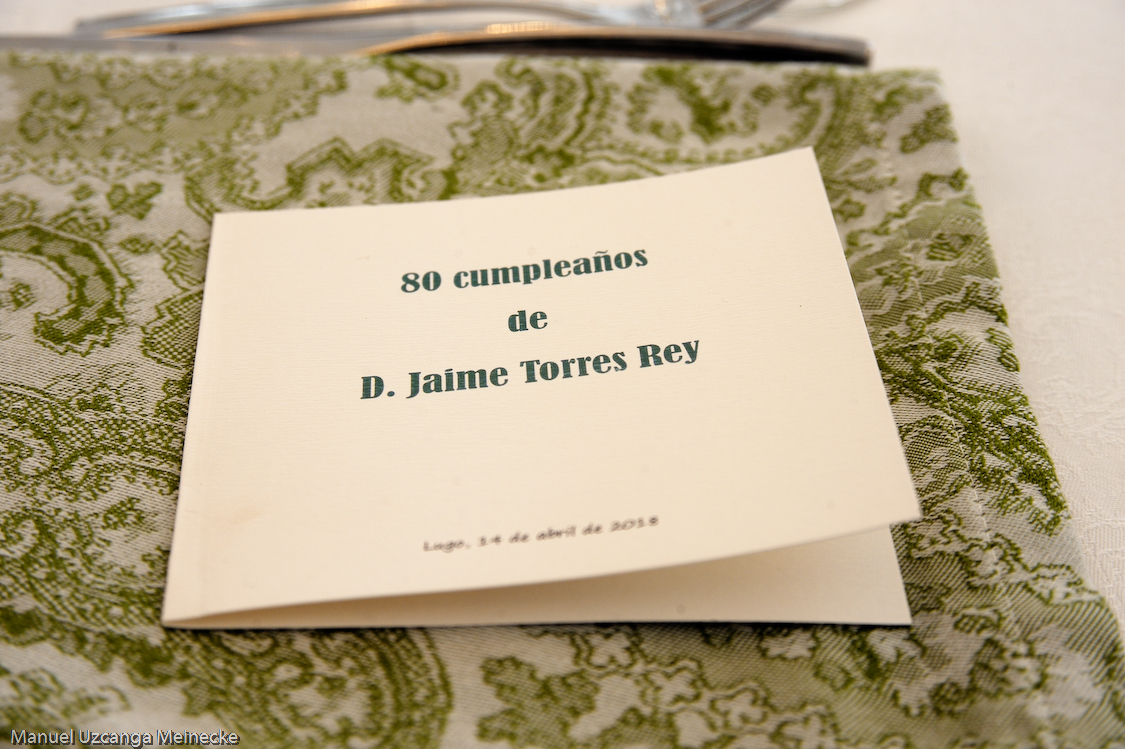 80 cumpleaños
de
D. Jaime Torres Rey
Lugo, 14 de abril de 2018
Manuel Uzcanga Meinecke